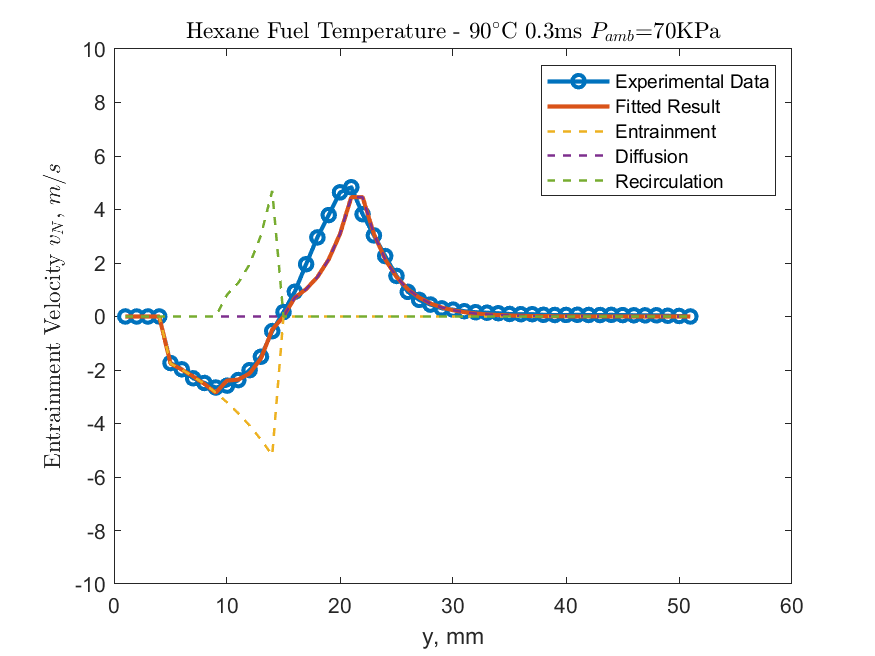 Hexane Fuel Temperature - 90°C 0.3ms P_amb=70KPa
Entrainment Velocity v_N, m/s
10
8
6
4
2
0
-2
-4
-6
-8
-10
Experimental Data
Fitted Result
Entrainment
Diffusion
Recirculation
0 10 20 30 40 50 60
y, mm